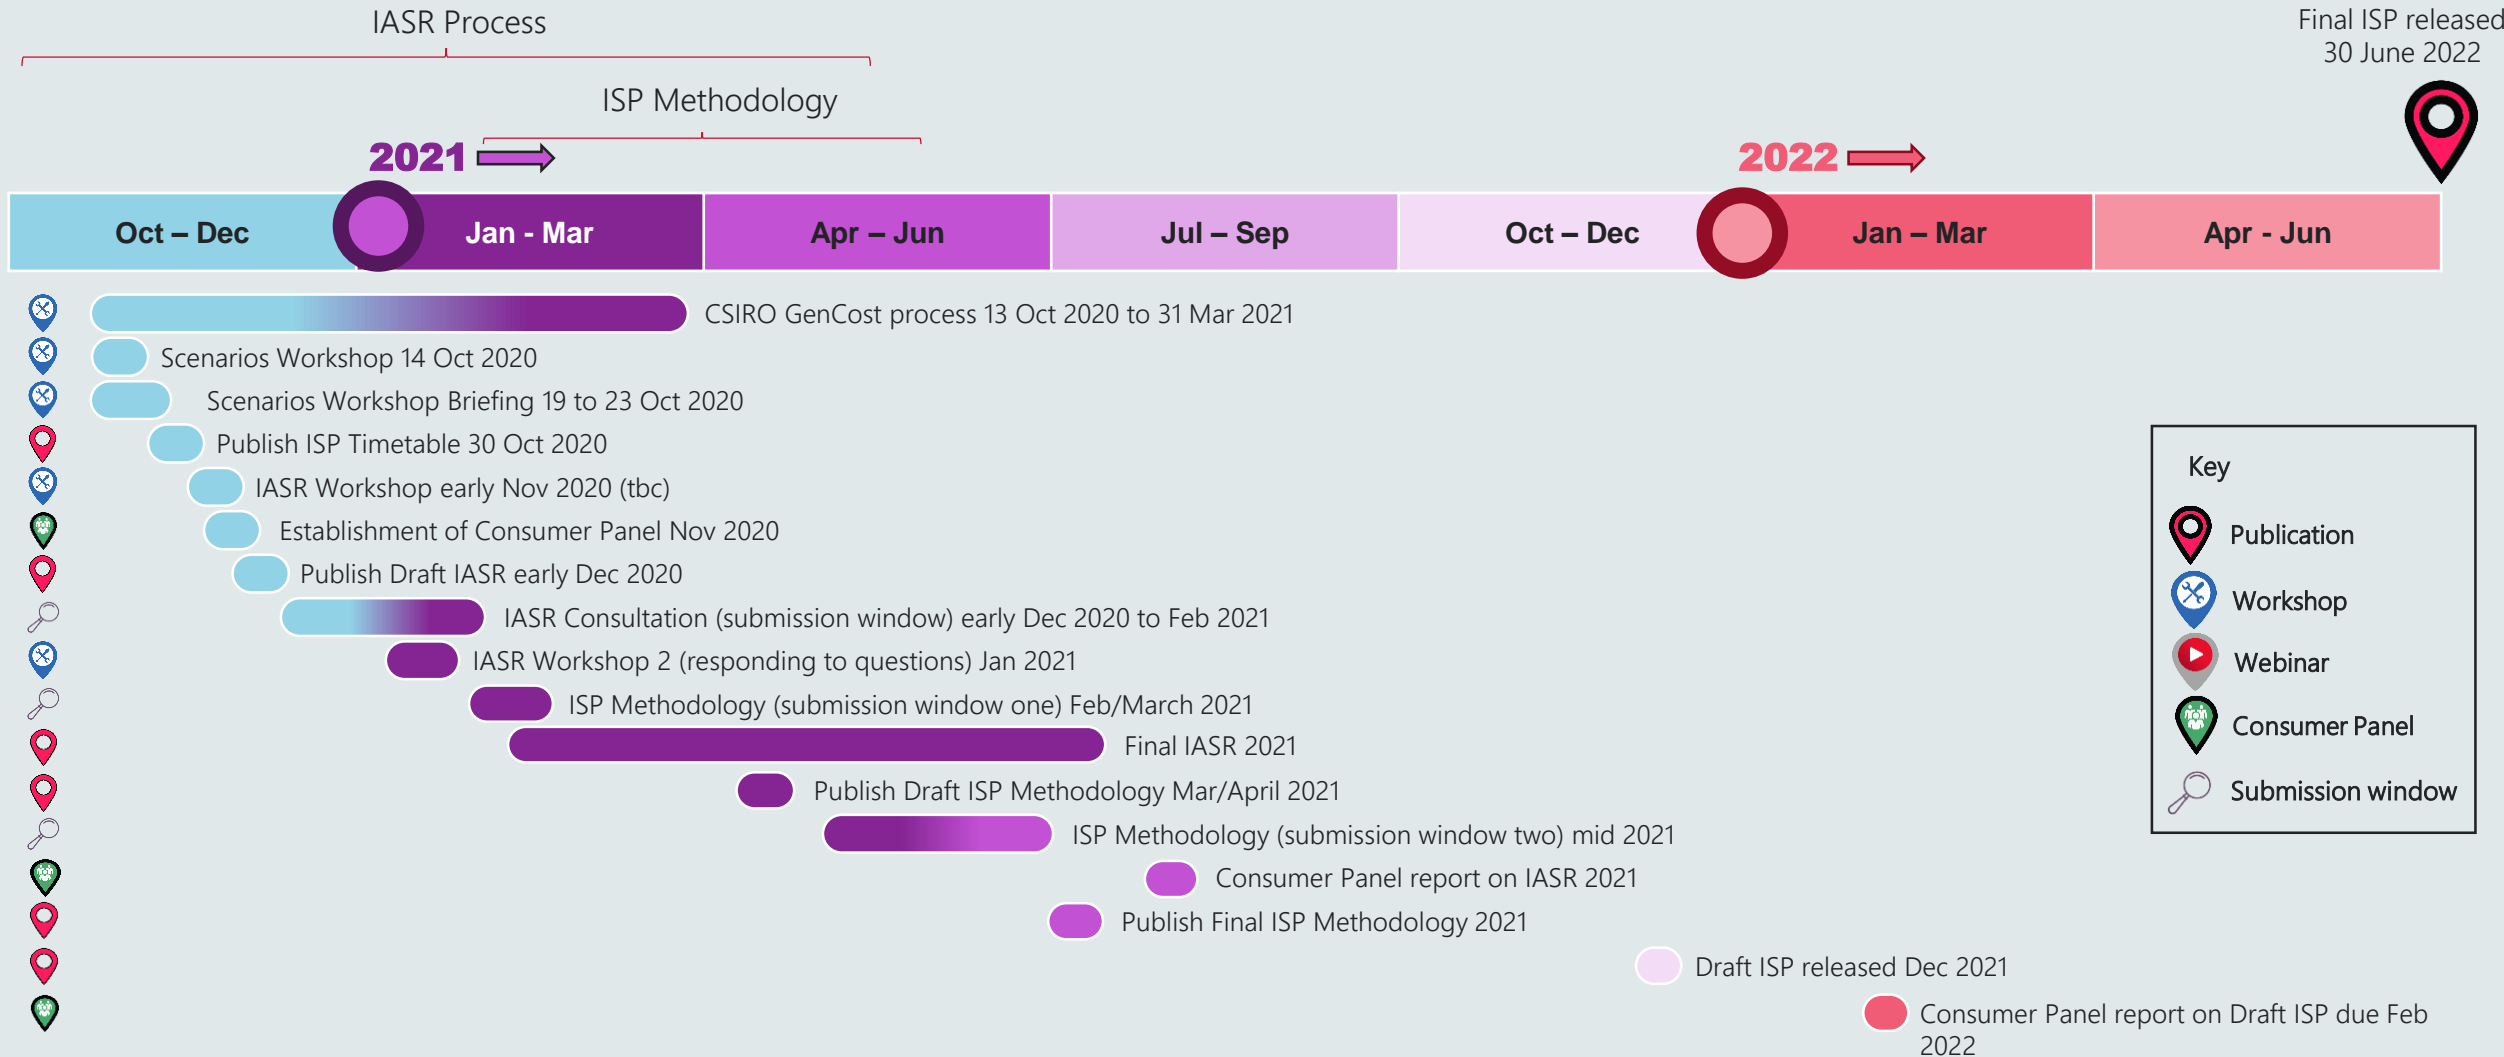 IASR Process
Final ISP released
30 June 2022
ISP Methodology
2021
2022
Oct – Dec
Jan - Mar
Apr – Jun
Jul – Sep
Oct – Dec
Jan – Mar
Apr - Jun
CSIRO GenCost process 13 Oct 2020 to 31 Mar 2021
Scenarios Workshop 14 Oct 2020
Scenarios Workshop Briefing 19 to 23 Oct 2020
Publish ISP Timetable 30 Oct 2020
IASR Workshop early Nov 2020 (tbc)
Establishment of Consumer Panel Nov 2020
Publish Draft IASR early Dec 2020
IASR Consultation (submission window) early Dec 2020 to Feb 2021
IASR Workshop 2 (responding to questions) Jan 2021
ISP Methodology (submission window one) Feb/March 2021
Final IASR 2021
Publish Draft ISP Methodology Mar/April 2021
ISP Methodology (submission window two) mid 2021
Consumer Panel report on IASR 2021
Publish Final ISP Methodology 2021
Draft ISP released Dec 2021
Consumer Panel report on Draft ISP due Feb
2022
Key
Publication
Workshop
Webinar
Consumer Panel
Submission window